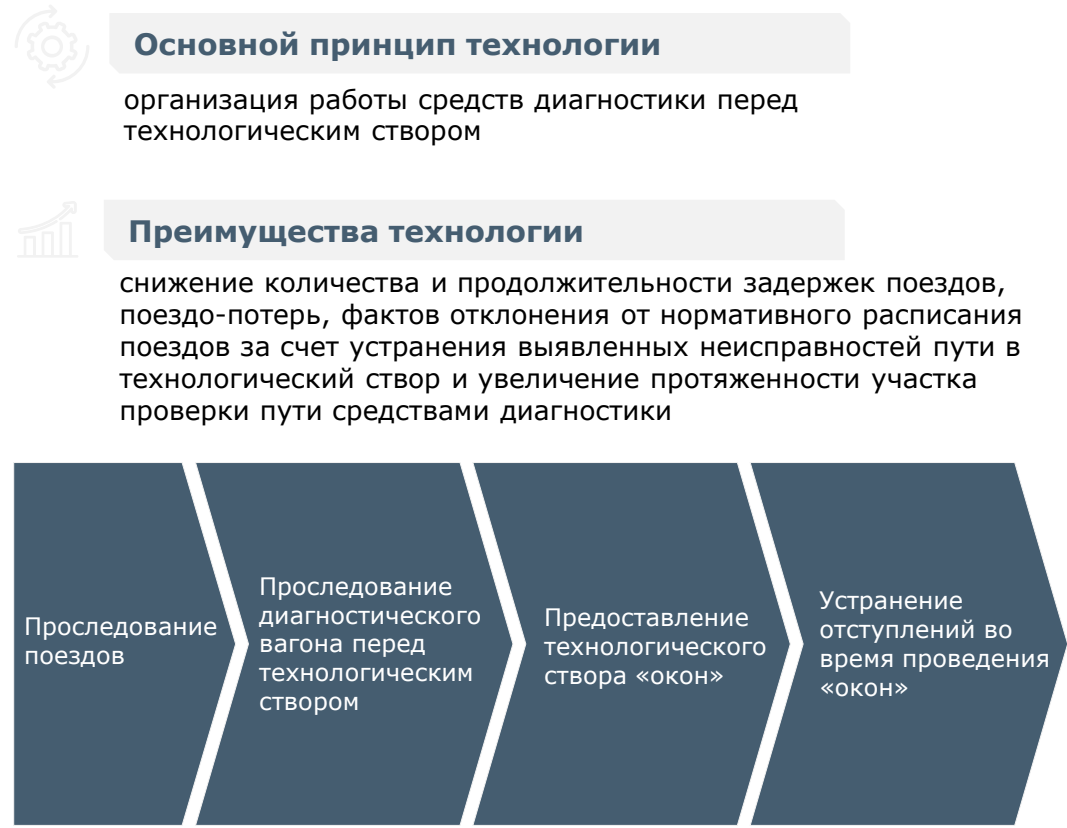 Основной принцип технологии
организация работы средств диагностики перед
технологическим створом
Преимущества технологии
снижение количества и продолжительности задержек поездов,
поездо-потерь, фактов отклонения от нормативного расписания
поездов за счет устранения выявленных неисправностей пути в
технологический створ и увеличение протяженности участка
проверки пути средствами диагностики
Проследование
поездов
Проследование
диагностического
вагона перед
технологическим
створом
Предоставление
технологического
створа «окон»
Устранение
отступлений во
время проведения
«окон»